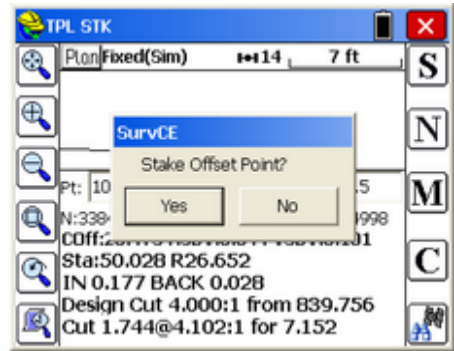 TPL STK
Plan Fixed(Sim) 14 7 ft
S
SurvCE
N
Stake Offset Point?
Pt: 10 .5
Yes No
M
N:338 4998
Sta:50.028 R26.652
C
IN 0.177 BACK 0.028
Design Cut 4.000:1 from 839.756
Cut 1.744@4.102:1 for 7.152